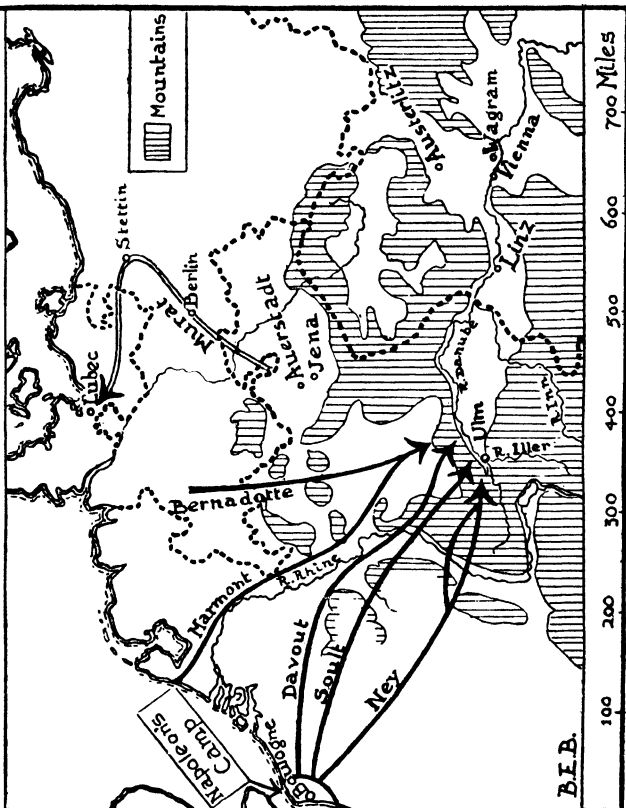 Mountains
Stettin
Lubec
Berlin
Murat
Auerstadt
Jena
Austerlitz
Wagram
Vienna
Linz
R. Danube
R. Inn
Ulm
R. Iller
Bernadotte
Marmont
R. Rhine
Davout
Soult
Ney
Napoleon's
Camp
Boulogne
B.E.B.
100 200 300 400 500 600 700 Miles